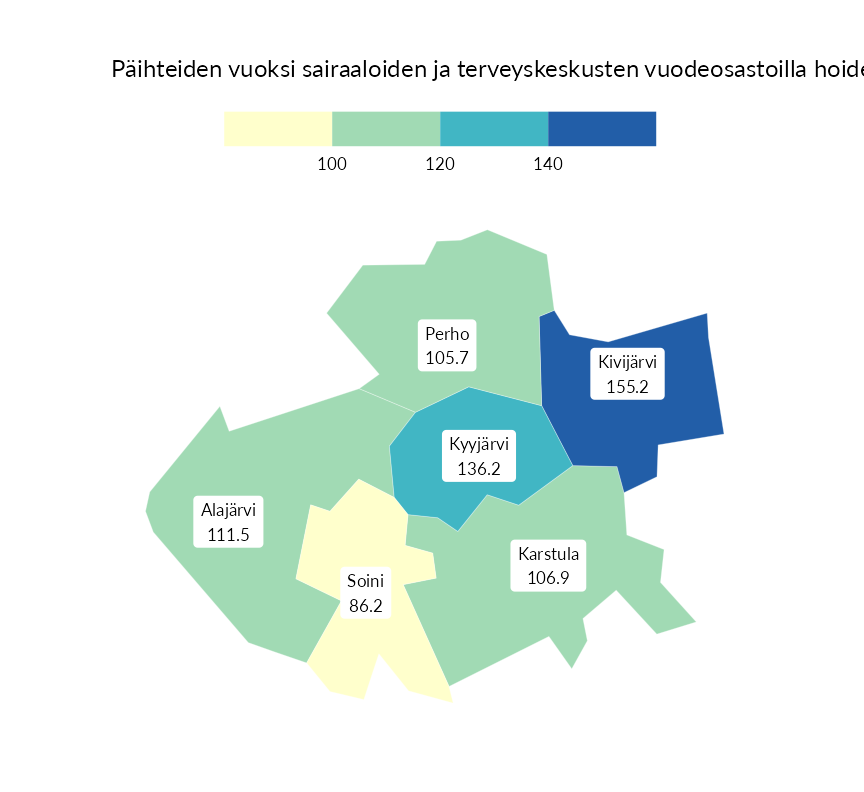 Päihteiden vuoksi sairaaloiden ja terveyskeskusten vuodeosastoilla
100 120 140
Perho
105.7
Kivijärvi
155.2
Kyyjärvi
136.2
Alajärvi
111.5
Karstula
106.9
Soini
86.2